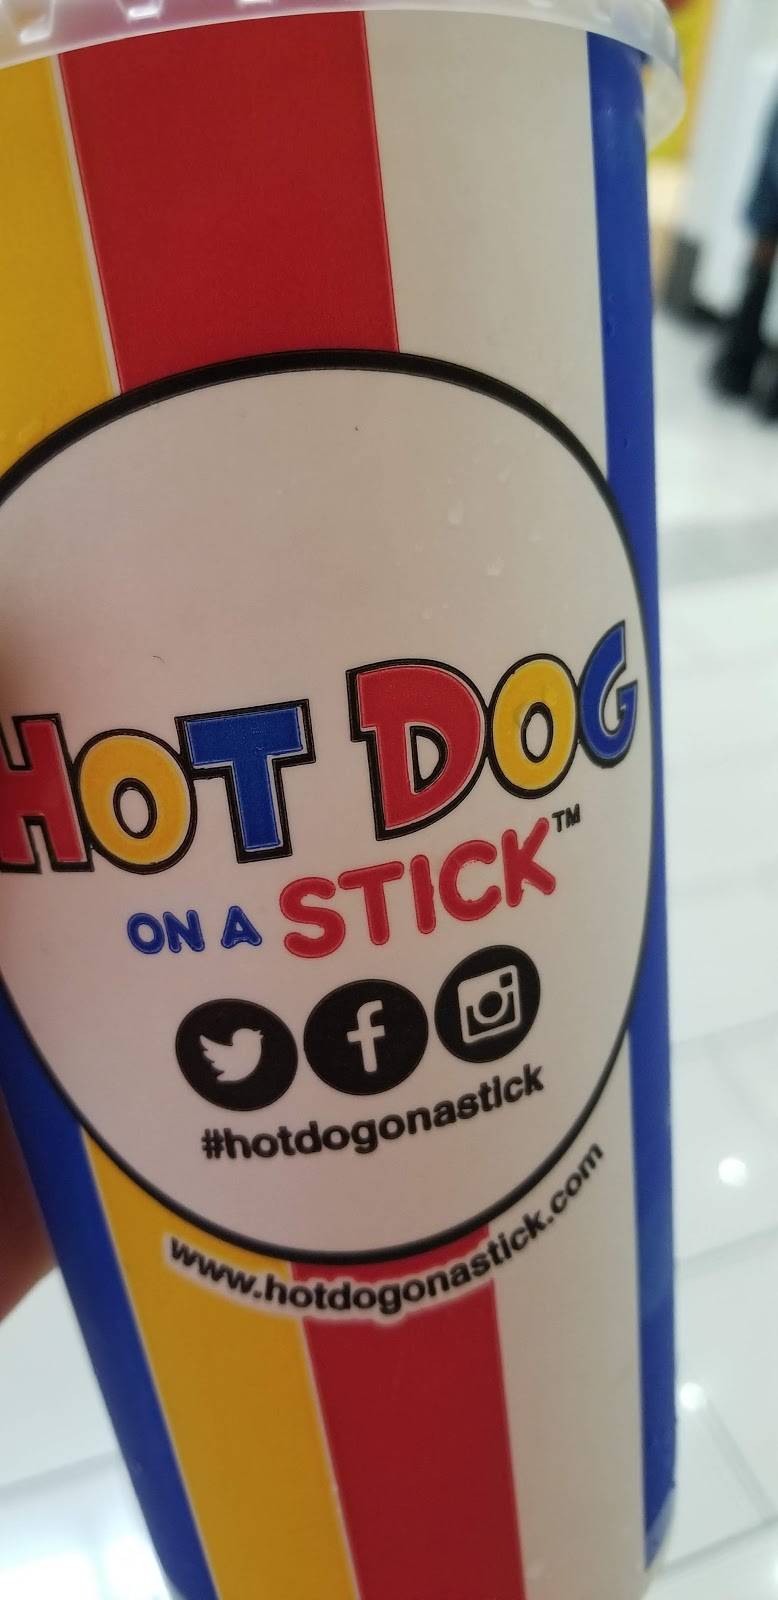 HOT DOG
ON A STICK™
#hotdogonastick
www.hotdogonastick.com